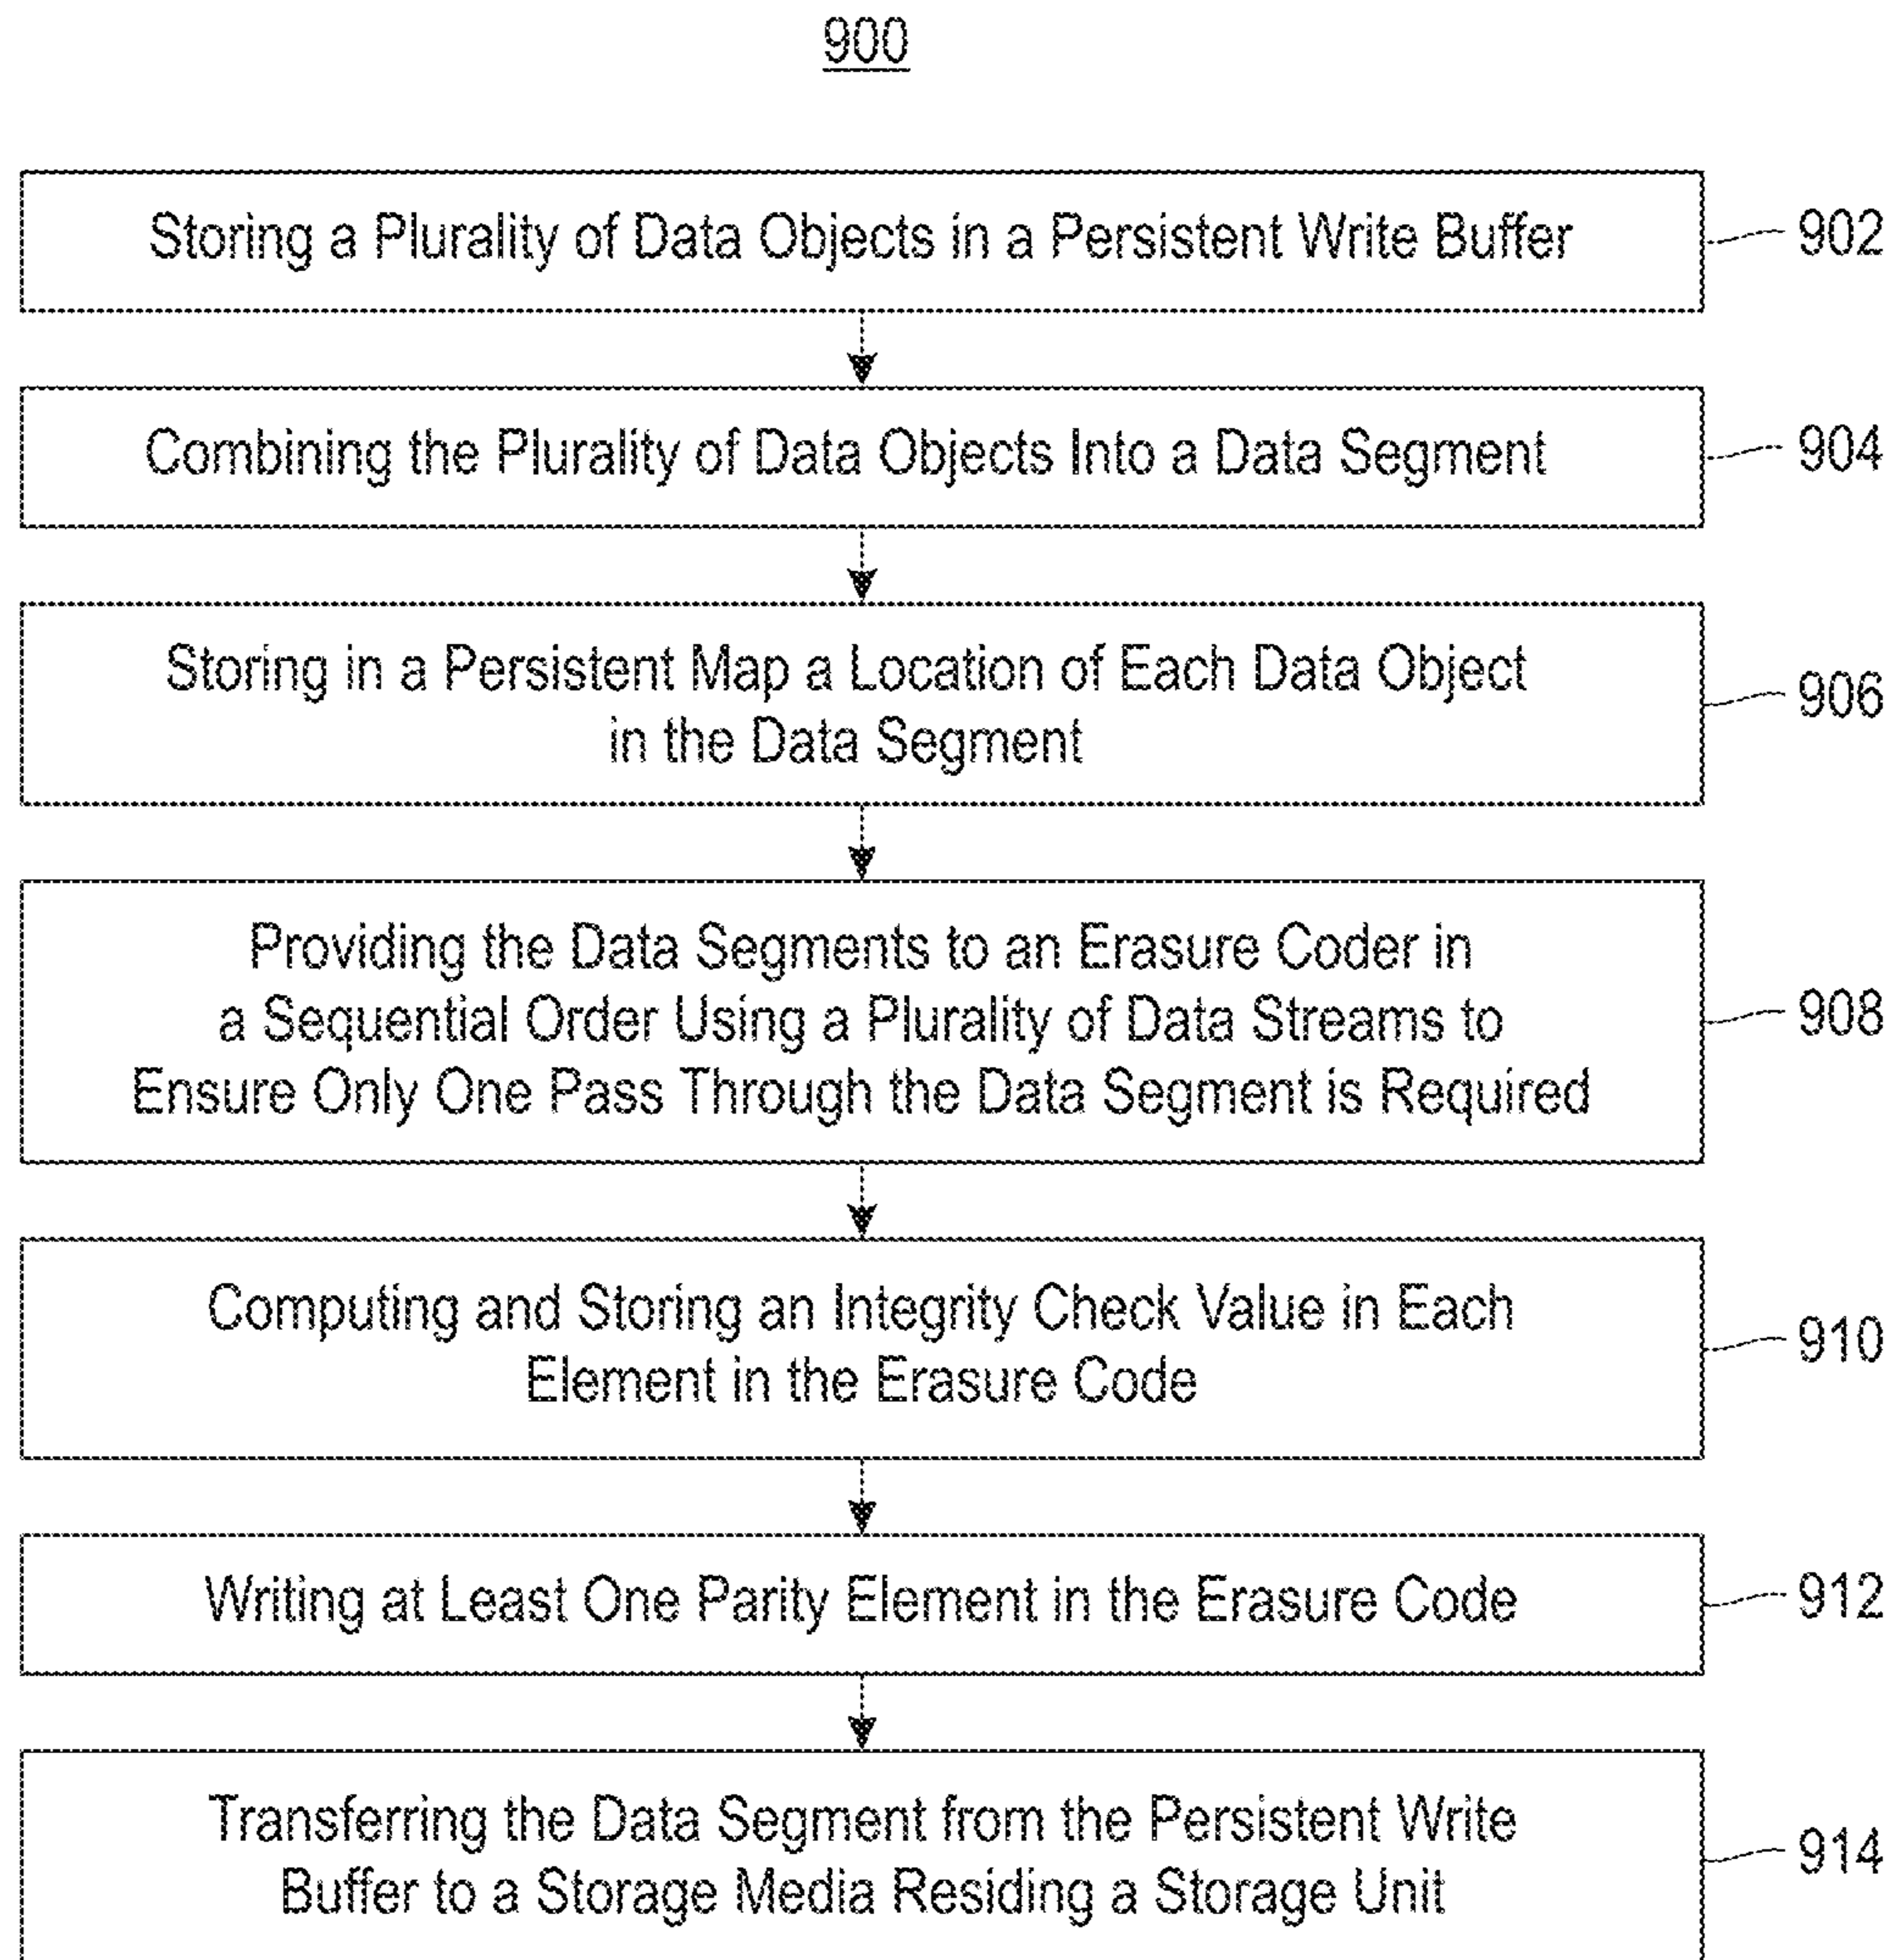 900
Storing a Plurality of Data Objects in a Persistent Write Buffer
902
Combining the Plurality of Data Objects Into a Data Segment
904
Storing in a Persistent Map a Location of Each Data Object
in the Data Segment
906
Providing the Data Segments to an Erasure Coder in
a Sequential Order Using a Plurality of Data Streams to
Ensure Only One Pass Through the Data Segment is Required
908
Computing and Storing an Integrity Check Value in Each
Element in the Erasure Code
910
Writing at Least One Parity Element in the Erasure Code
912
Transferring the Data Segment from the Persistent Write
Buffer to a Storage Media Residing a Storage Unit
914